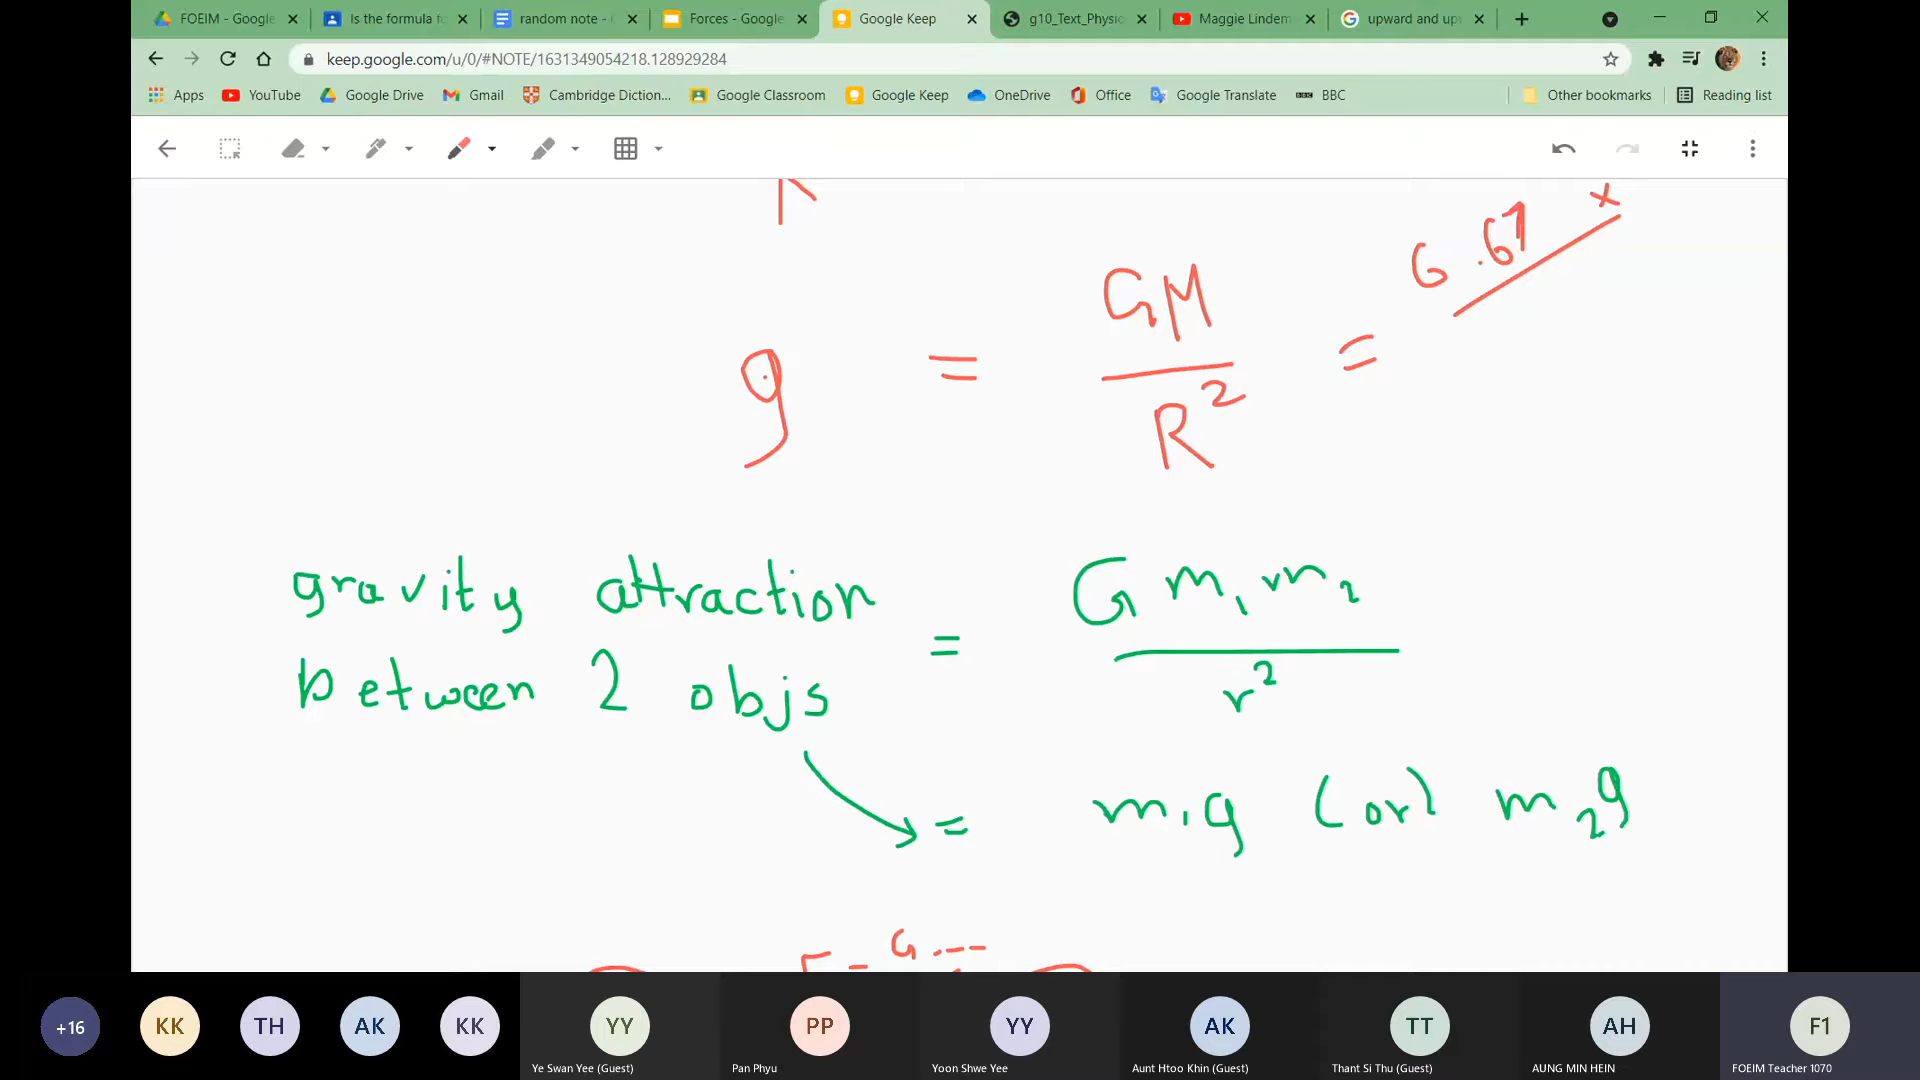 FOEIM - Google
Is the formula fo
random note -
Forces - Google
Google Keep
g10_Text_Physic
Maggie Lindem
upward and up
keep.google.com/u/0/#NOTE/1631349054218.128929284
Apps
YouTube
Google Drive
Gmail
Cambridge Diction...
Google Classroom
Google Keep
OneDrive
Office
Google Translate
BBC
Other bookmarks
Reading list
6.67 x
g = GM / R² =
gravity attraction
between 2 objs
= G m₁ m₂ / r²
= m₁g (or) m₂g
+16
KK
TH
AK
KK
YY
Ye Swan Yee (Guest)
PP
Pan Phyu
YY
Yoon Shwe Yee
AK
Aunt Htoo Khin (Guest)
TT
Thant Si Thu (Guest)
AH
AUNG MIN HEIN
F1
FOEIM Teacher 1070